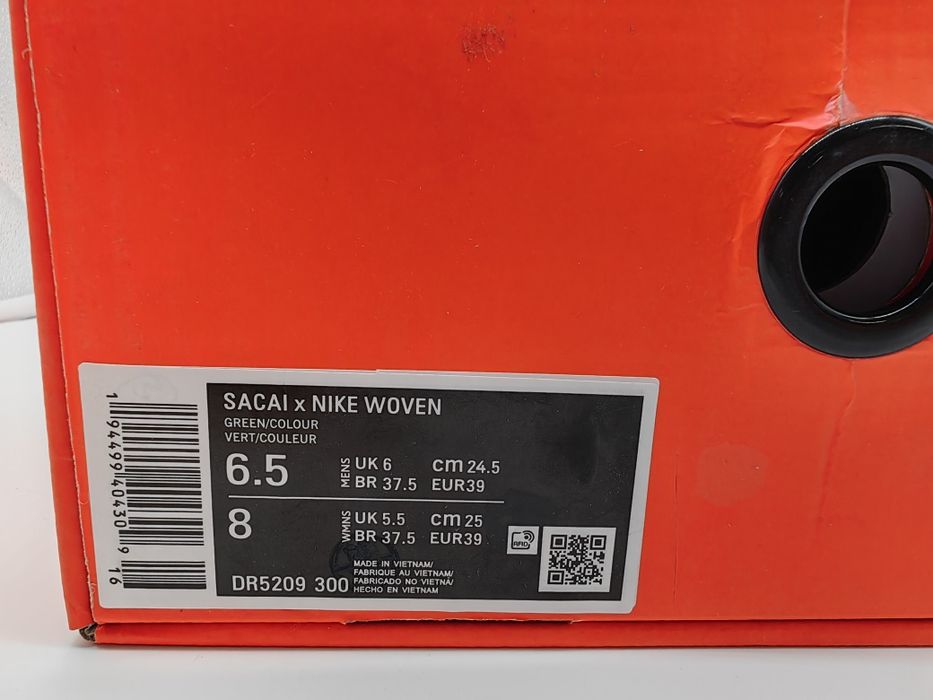 SACAI x NIKE WOVEN
GREEN/COLOUR
VERT/COULEUR
6.5 MENS UK 6 cm 24.5
BR 37.5 EUR39
8 WMNS UK 5.5 cm 25
BR 37.5 EUR39
RFID
MADE IN VIETNAM/
FABRIQUE AU VIETNAM/
DR5209 300 FABRICADO NO VIETNÃ/
HECHO EN VIETNAM
1 94499 40430 9 16